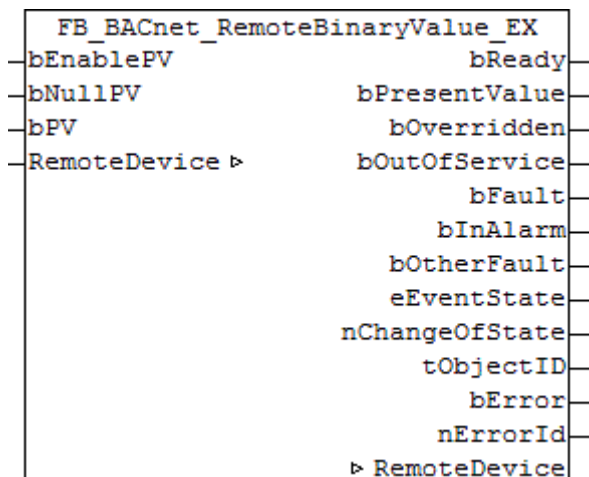 FB_BACnet_RemoteBinaryValue_EX
bEnablePV bReady
bNullPV bPresentValue
bPV bOverridden
RemoteDevice ▷ bOutOfService
bFault
bInAlarm
bOtherFault
eEventState
nChangeOfState
tObjectID
bError
nErrorId
▷ RemoteDevice